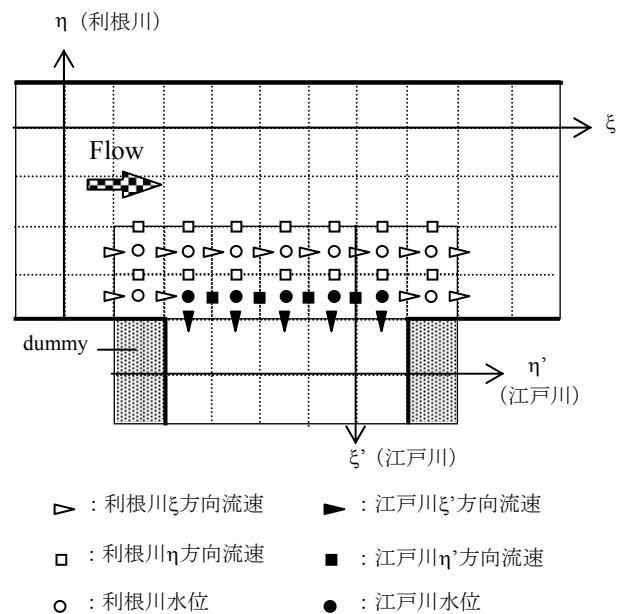 η（利根川）
ξ
Flow
dummy
η’
（江戸川）
ξ’（江戸川）
：利根川ξ方向流速
：江戸川ξ’方向流速
：利根川η方向流速
：江戸川η’方向流速
：利根川水位
：江戸川水位